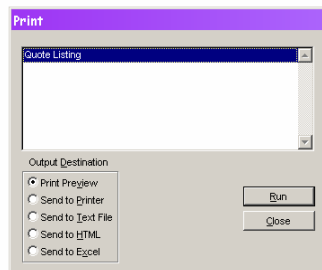 Print
Quote Listing
Output Destination
Print Preview
Send to Printer
Send to Text File
Send to HTML
Send to Excel
Run
Close